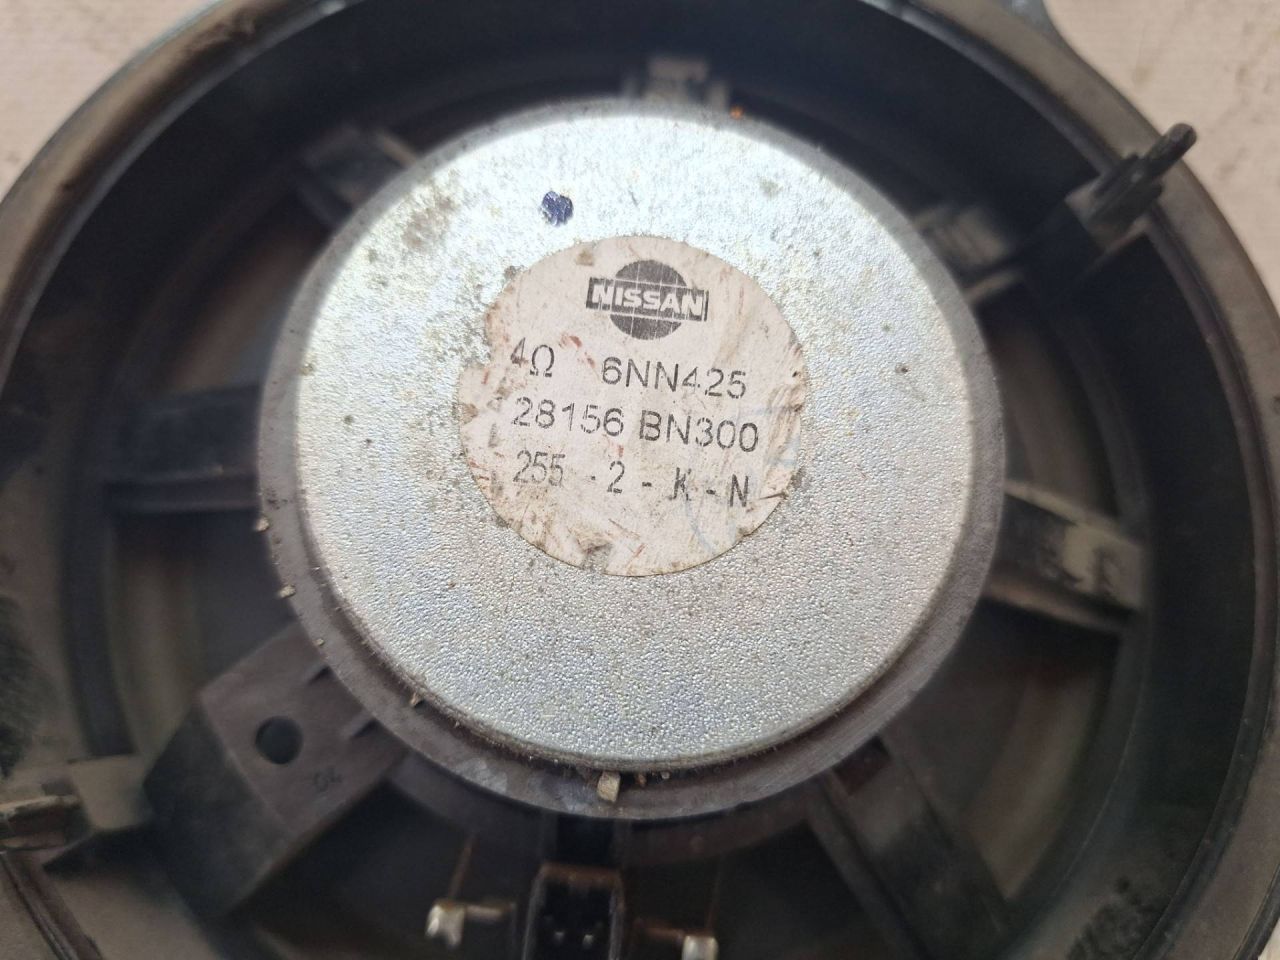 NISSAN
4Ω 6NN425
28156 BN300
255 - 2 - K - N